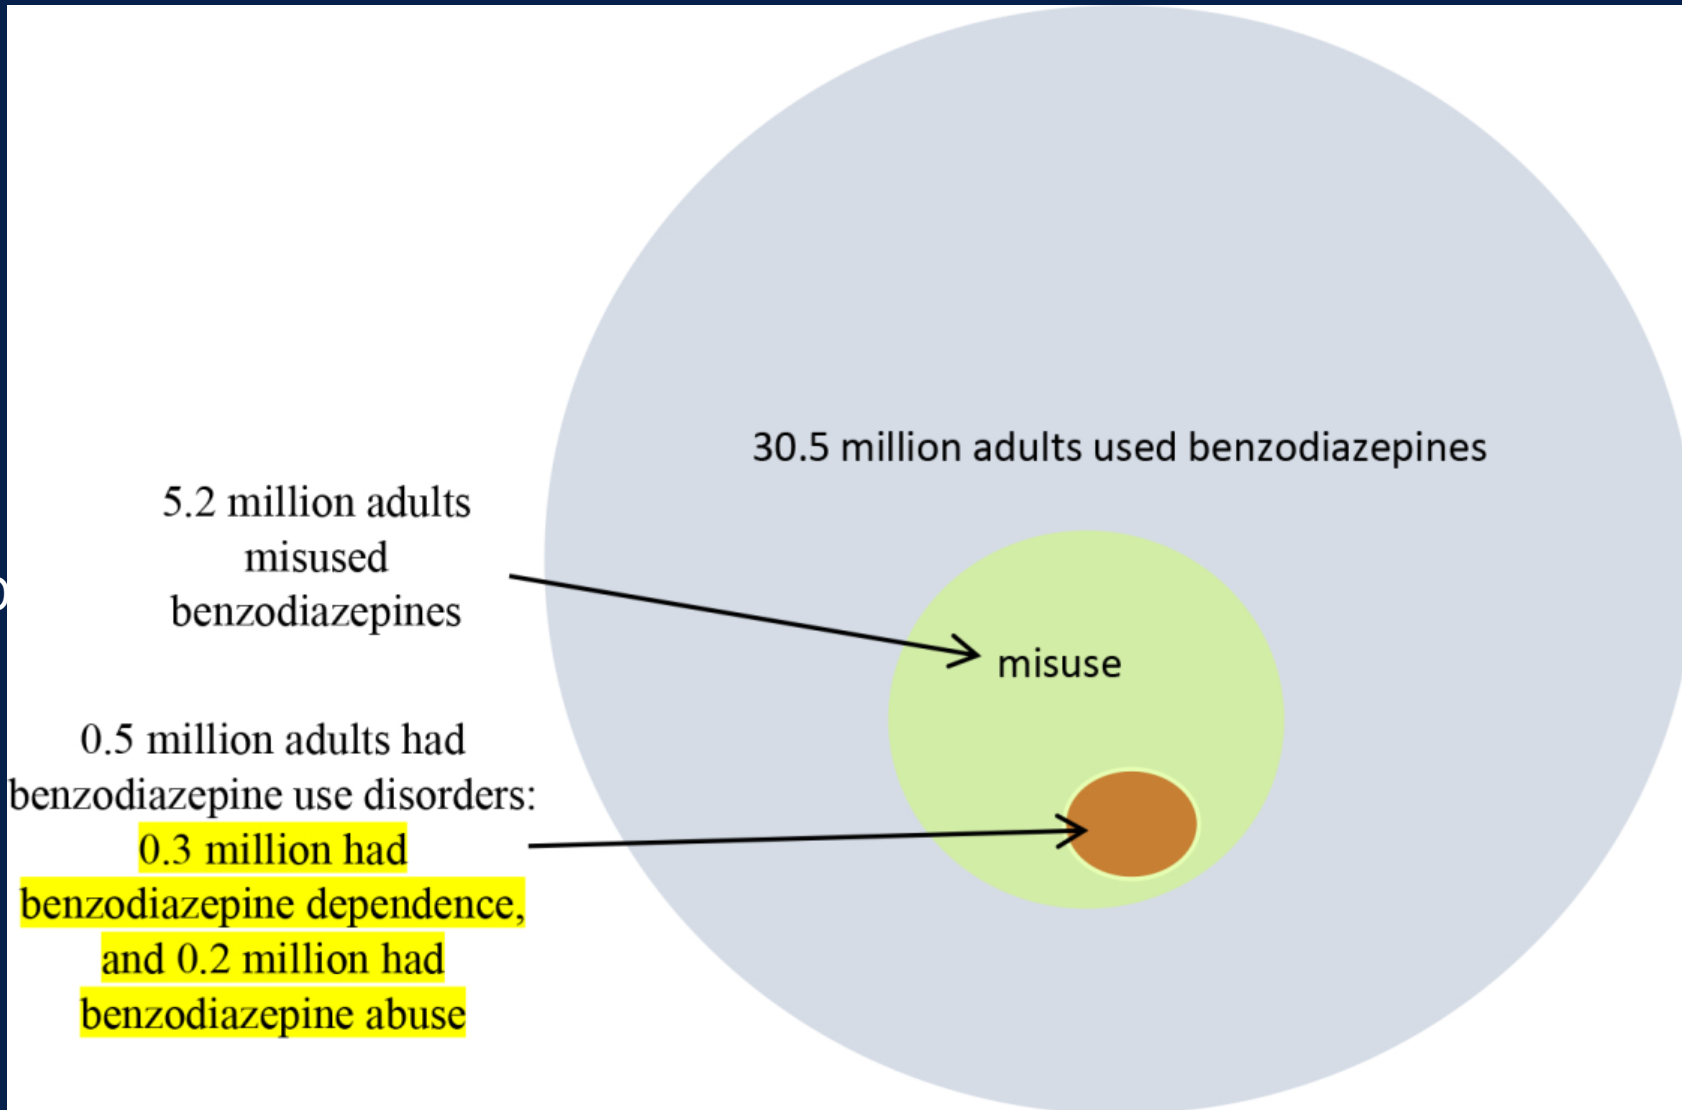 30.5 million adults used benzodiazepines
5.2 million adults
misused
benzodiazepines
misuse
0.5 million adults had
benzodiazepine use disorders:
0.3 million had
benzodiazepine dependence,
and 0.2 million had
benzodiazepine abuse